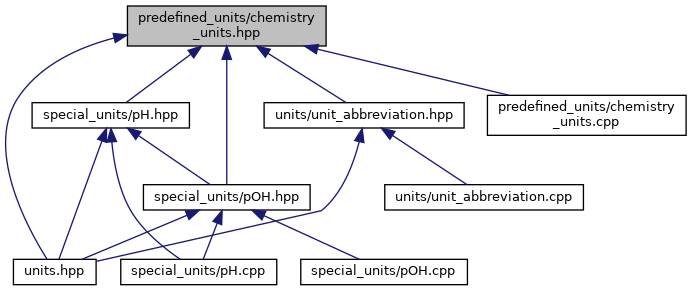 predefined_units/chemistry
_units.hpp
special_units/pH.hpp
units/unit_abbreviation.hpp
predefined_units/chemistry
_units.cpp
special_units/pOH.hpp
units/unit_abbreviation.cpp
units.hpp
special_units/pH.cpp
special_units/pOH.cpp